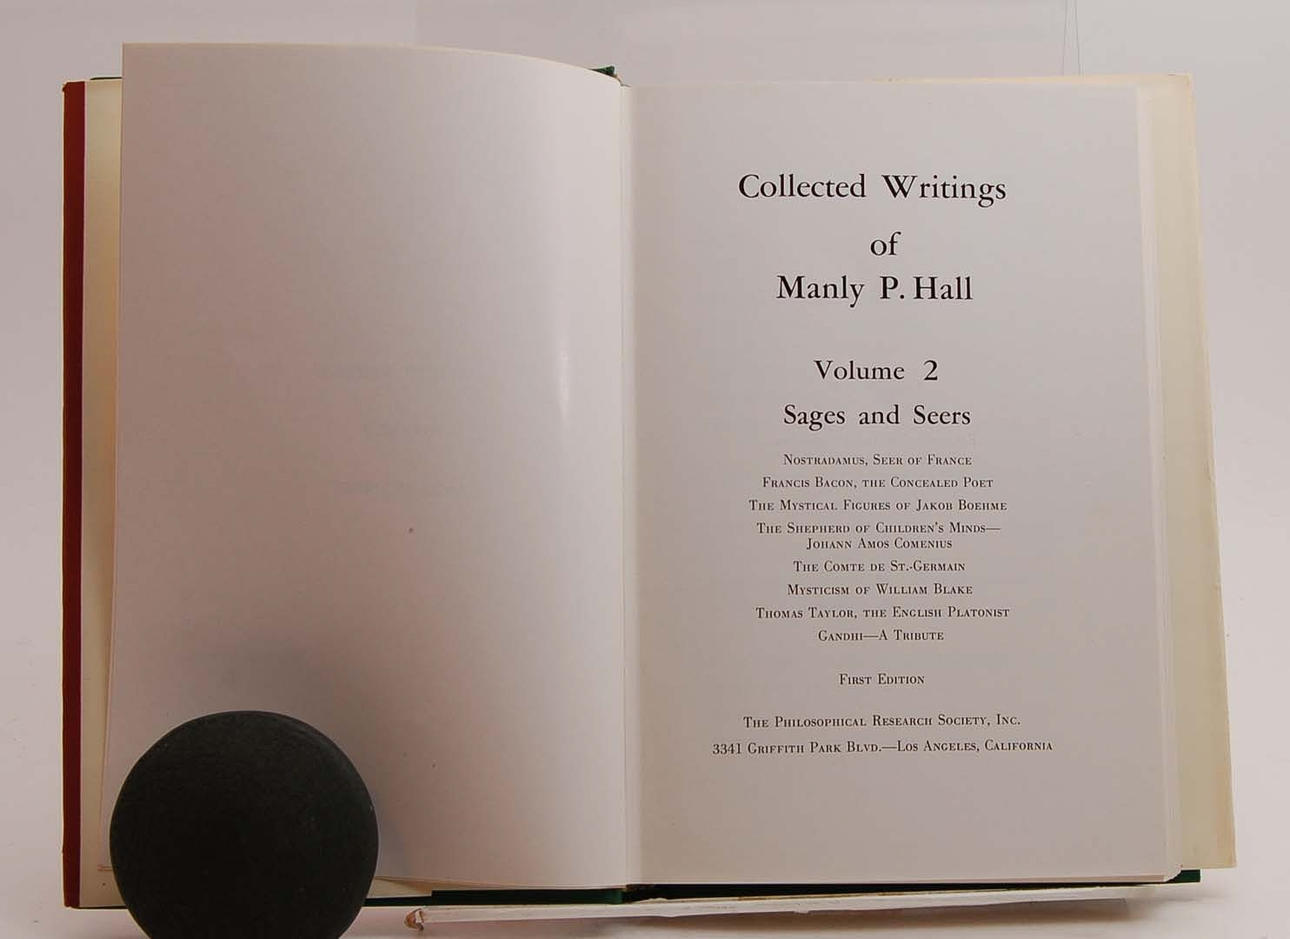 Collected Writings
of
Manly P. Hall
Volume 2
Sages and Seers
Nostradamus, Seer of France
Francis Bacon, the Concealed Poet
The Mystical Figures of Jakob Boehme
The Shepherd of Children's Minds—
Johann Amos Comenius
The Comte de St.-Germain
Mysticism of William Blake
Thomas Taylor, the English Platonist
Gandhi—A Tribute
First Edition
The Philosophical Research Society, Inc.
3341 Griffith Park Blvd.—Los Angeles, California